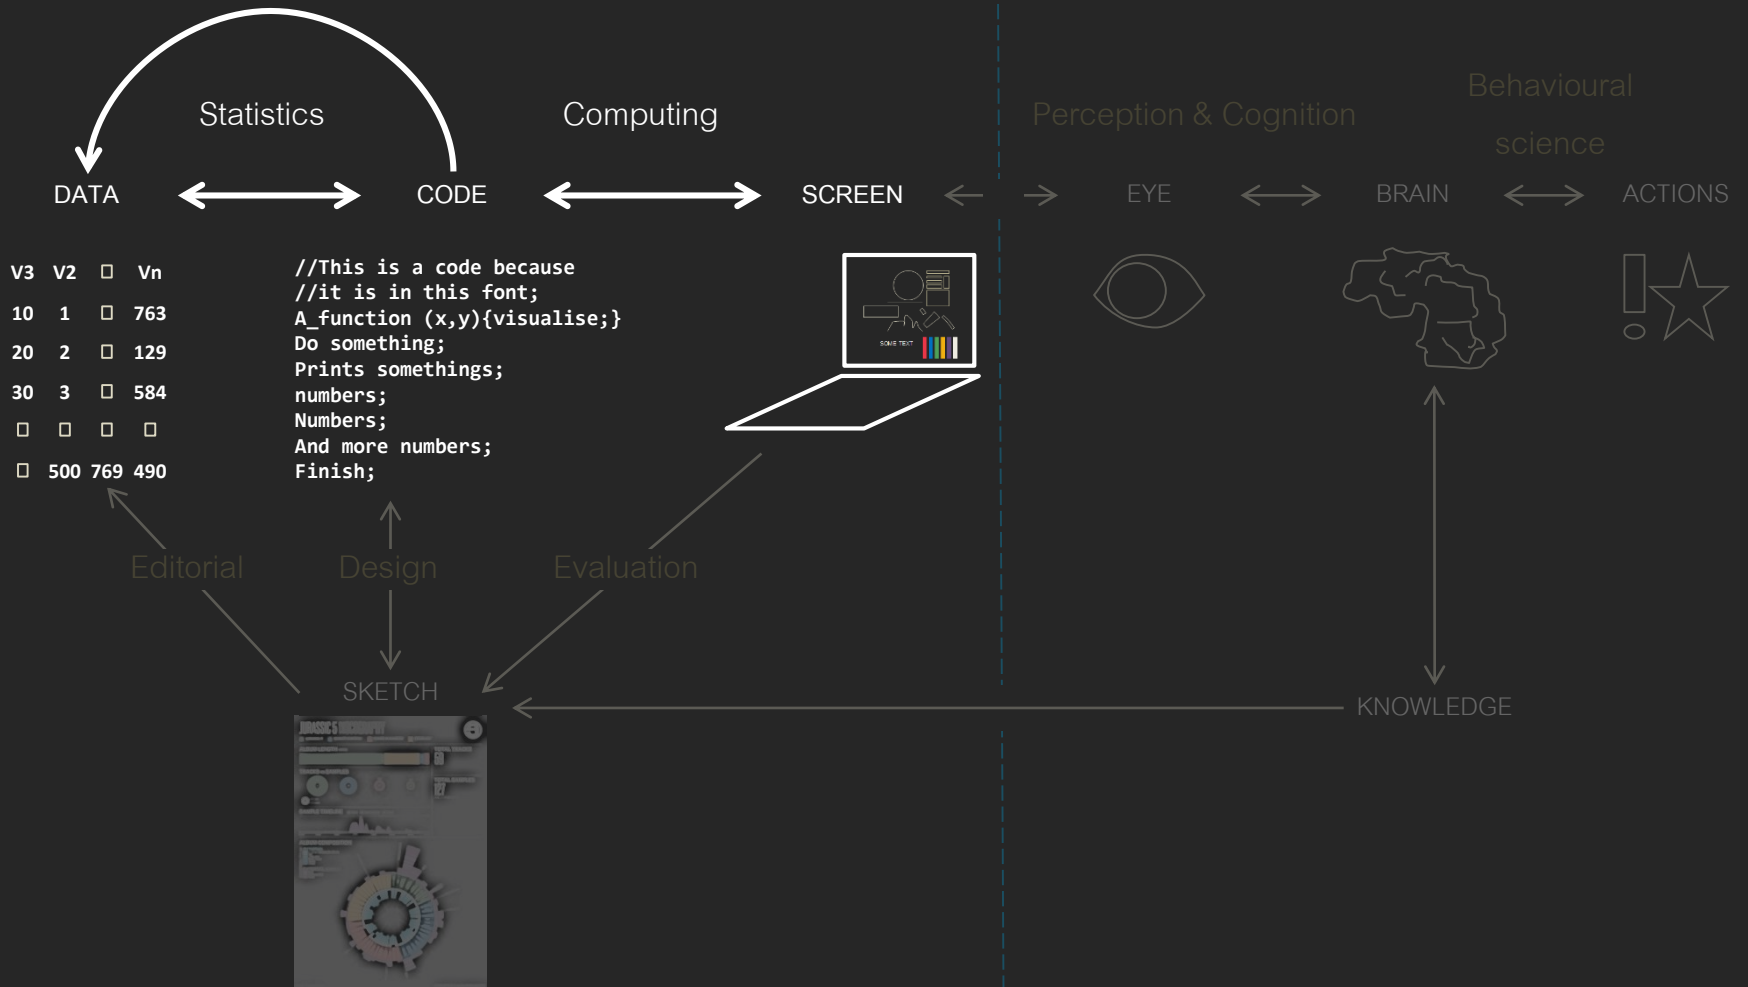 Statistics
Computing
Perception & Cognition
Behavioural
science
DATA
CODE
SCREEN
EYE
BRAIN
ACTIONS
V3 V2 □ Vn
10 1 □ 763
20 2 □ 129
30 3 □ 584
□ □ □ □
□ 500 769 490
//This is a code because
//it is in this font;
A_function (x,y){visualise;}
Do something;
Prints somethings;
numbers;
Numbers;
And more numbers;
Finish;
SOME TEXT
Editorial
Design
Evaluation
SKETCH
KNOWLEDGE